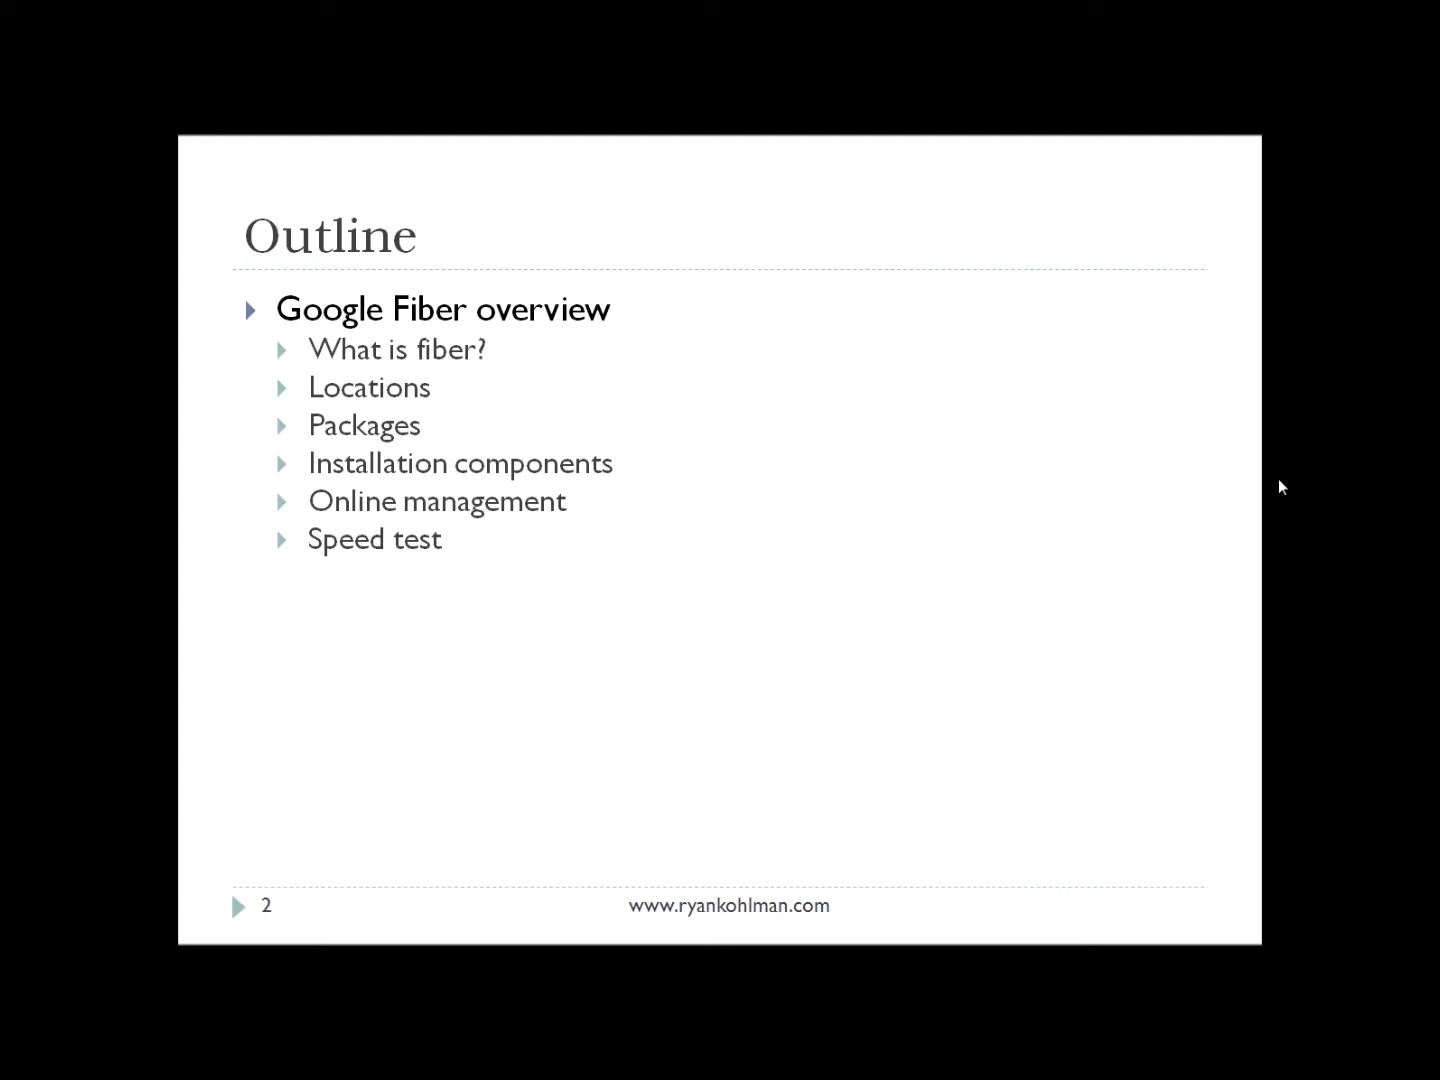 Outline
Google Fiber overview
What is fiber?
Locations
Packages
Installation components
Online management
Speed test
2
www.ryankohlman.com